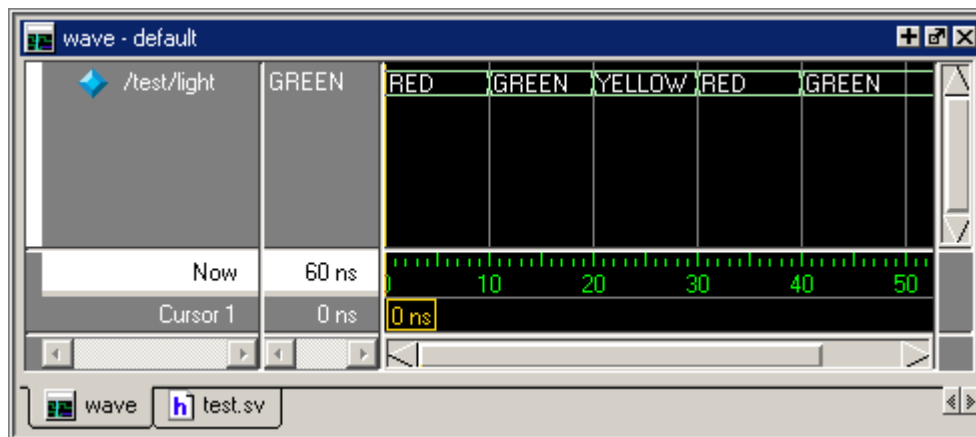 wave - default
/test/light GREEN RED GREEN YELLOW RED GREEN
Now 60 ns 10 20 30 40 50
Cursor 1 0 ns 0 ns
wave h test.sv